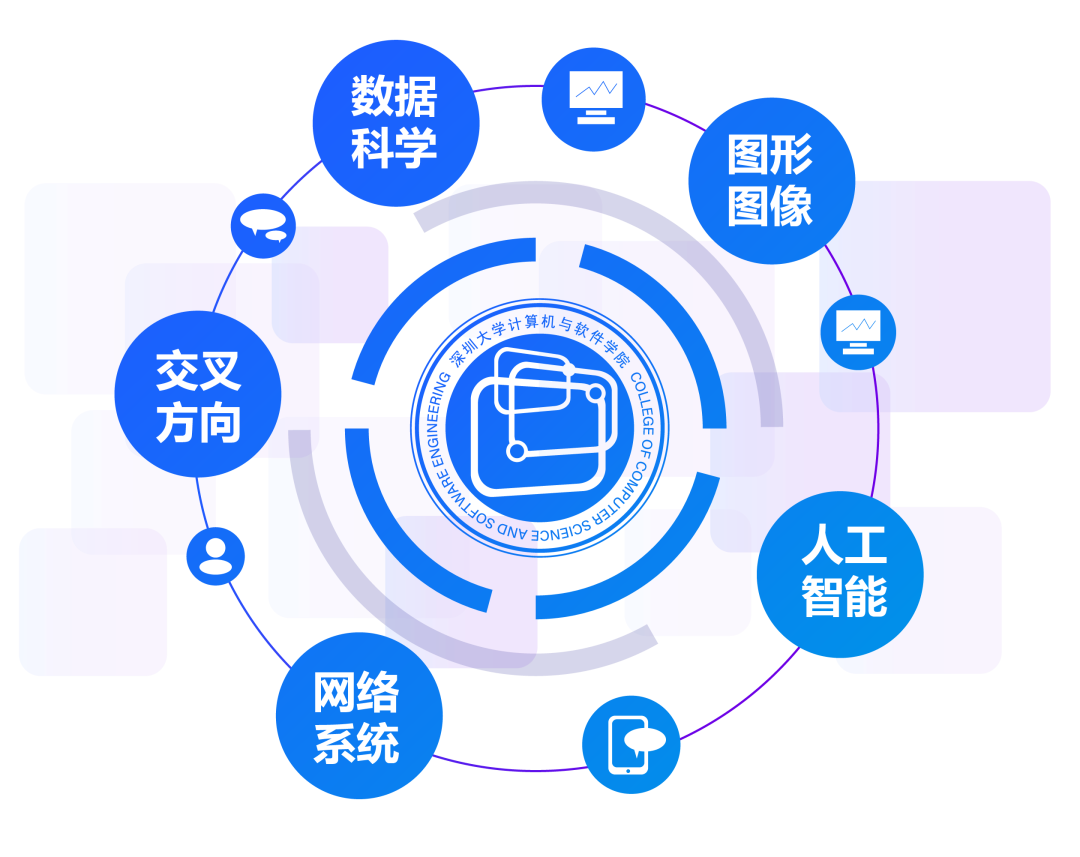 数据
科学
图形
图像
交叉
方向
深圳大学计算机与软件学院
COLLEGE OF COMPUTER SCIENCE AND SOFTWARE ENGINEERING
人工
智能
网络
系统